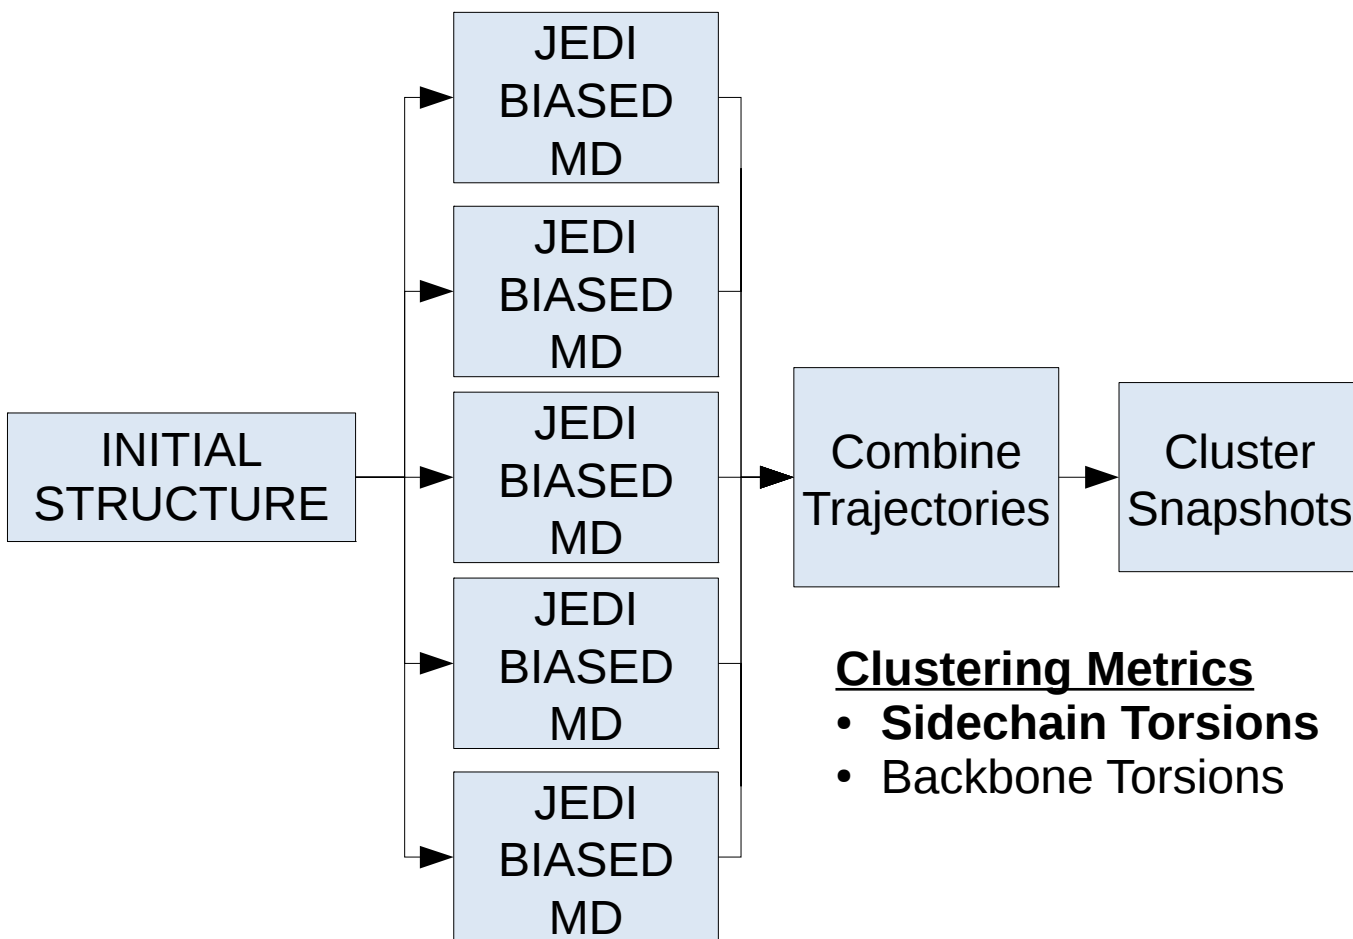 INITIAL
STRUCTURE
JEDI
BIASED
MD
JEDI
BIASED
MD
JEDI
BIASED
MD
JEDI
BIASED
MD
JEDI
BIASED
MD
Combine
Trajectories
Cluster
Snapshots
Clustering Metrics
• Sidechain Torsions
• Backbone Torsions